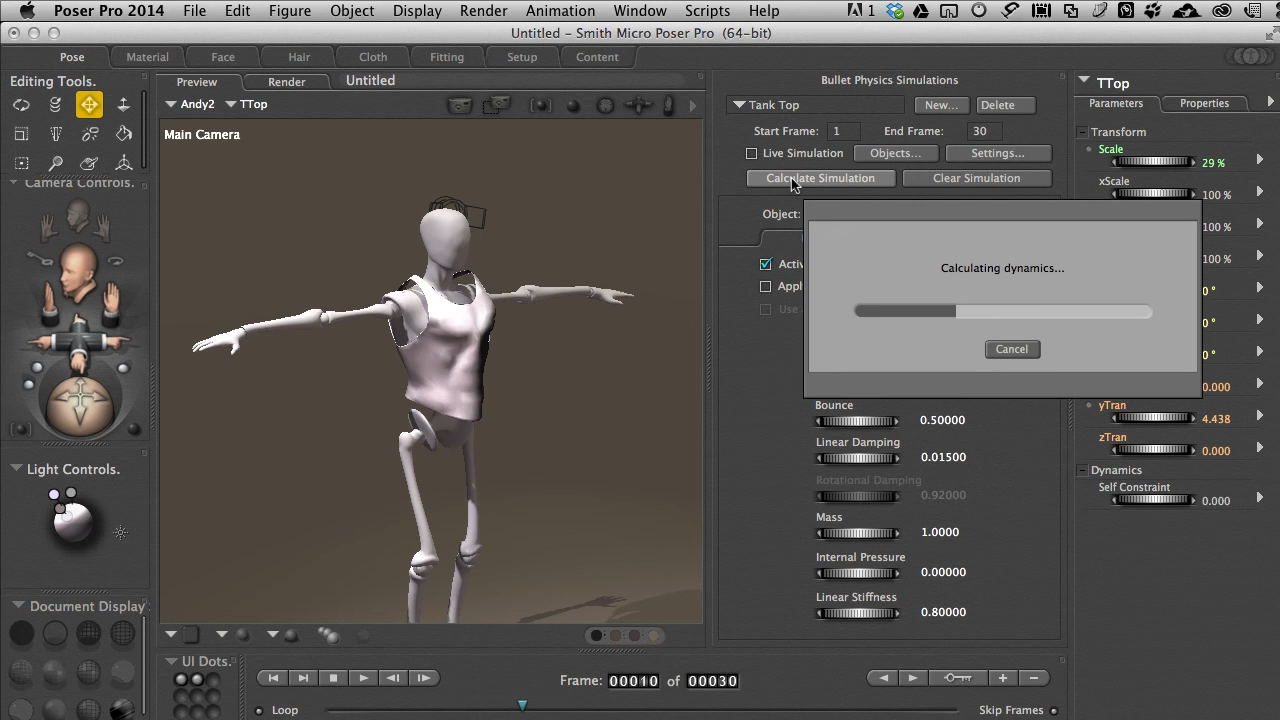 Poser Pro 2014 File Edit Figure Object Display Render Animation Window Scripts Help 1
Untitled - Smith Micro Poser Pro (64-bit)
Pose Material Face Hair Cloth Fitting Setup Content
Editing Tools.
Preview Render Untitled
Andy2 TTop
Main Camera
Camera Controls.
Light Controls.
Document Display
UI Dots.
Bullet Physics Simulations
Tank Top New... Delete
Start Frame: 1 End Frame: 30
Live Simulation Objects... Settings...
Calculate Simulation Clear Simulation
Object:
Activ
Appl
Use
Calculating dynamics...
Cancel
Bounce
0.50000
Linear Damping
0.01500
Rotational Damping
0.92000
Mass
1.0000
Internal Pressure
0.00000
Linear Stiffness
0.80000
TTop
Parameters Properties
Transform
Scale
29 %
xScale
100 %
100 %
100 %
0 °
0 °
0 °
0.000
yTran
4.438
zTran
0.000
Dynamics
Self Constraint
0.000
Frame: 00010 of 00030
Loop
Skip Frames